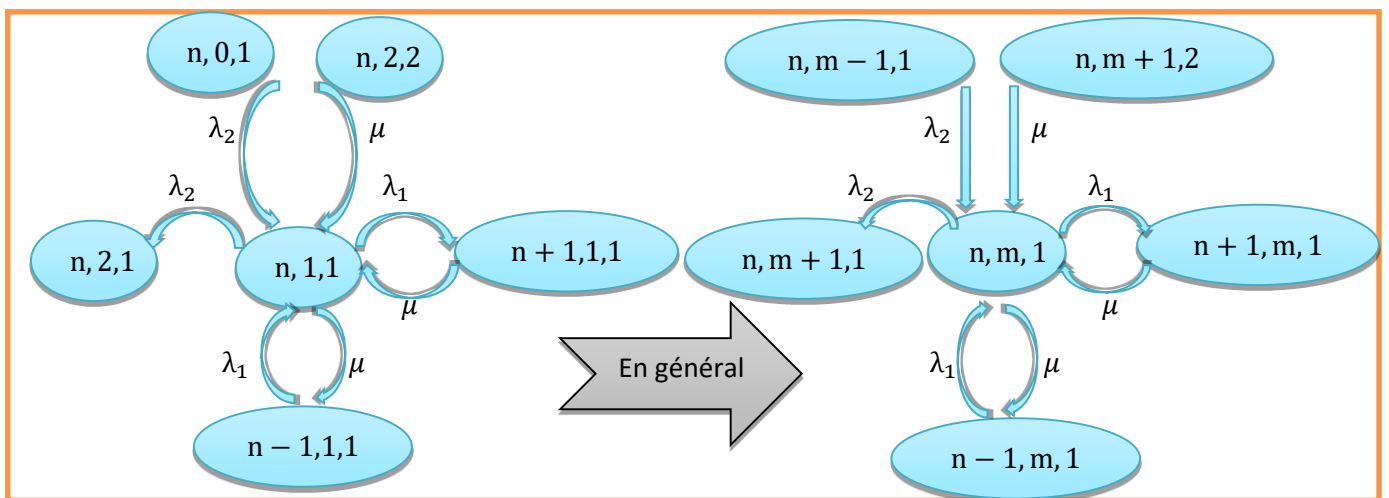 n, 0,1
n, 2,2
λ₂
μ
λ₂
λ₁
n, 2,1
n, 1,1
n + 1,1,1
μ
λ₁
μ
n − 1,1,1
En général
n, m − 1,1
n, m + 1,2
λ₂
μ
λ₂
λ₁
n, m + 1,1
n, m, 1
n + 1, m, 1
μ
λ₁
μ
n − 1, m, 1